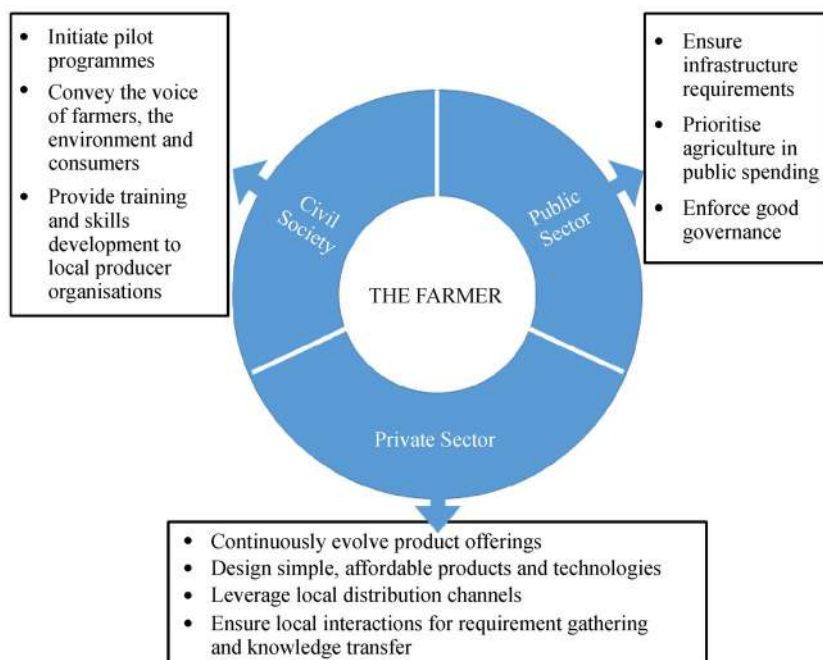 • Initiate pilot
programmes
• Convey the voice
of farmers, the
environment and
consumers
• Provide training
and skills
development to
local producer
organisations
• Ensure
infrastructure
requirements
• Prioritise
agriculture in
public spending
• Enforce good
governance
Civil
Society
Public
Sector
THE FARMER
Private Sector
• Continuously evolve product offerings
• Design simple, affordable products and technologies
• Leverage local distribution channels
• Ensure local interactions for requirement gathering
and knowledge transfer